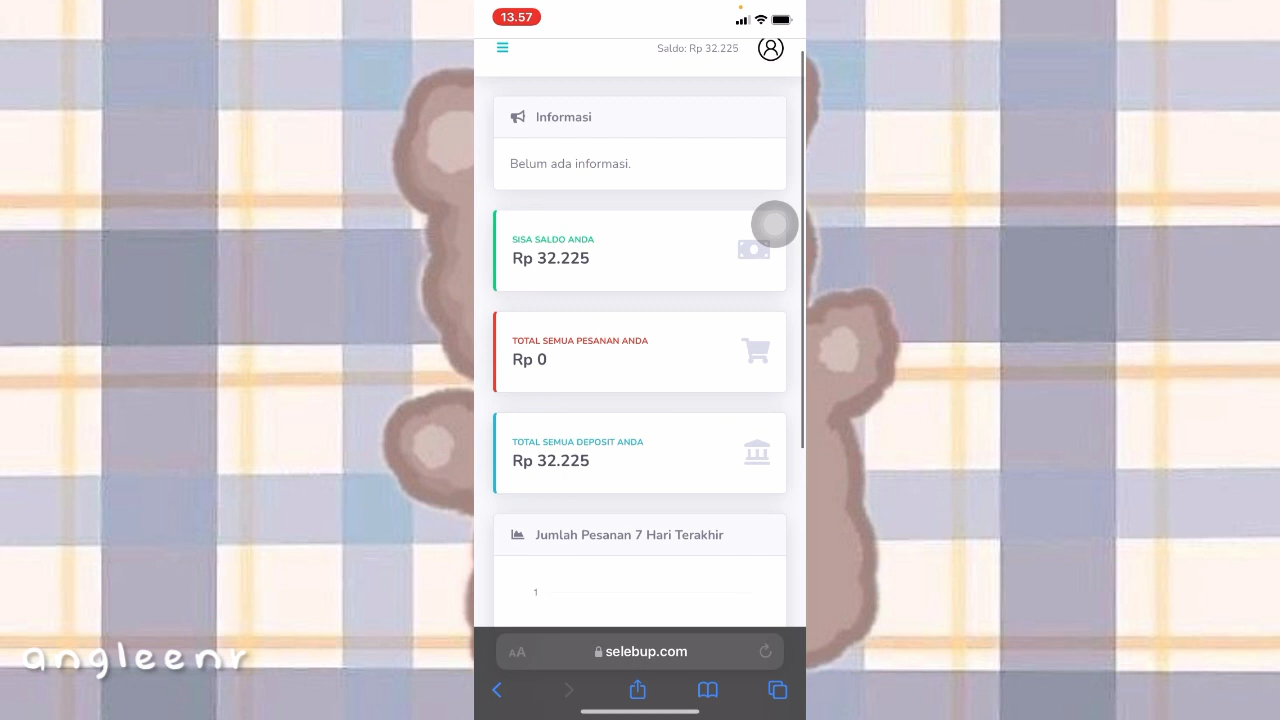 13.57
Saldo: Rp 32.225
Informasi
Belum ada informasi.
SISA SALDO ANDA
Rp 32.225
TOTAL SEMUA PESANAN ANDA
Rp 0
TOTAL SEMUA DEPOSIT ANDA
Rp 32.225
Jumlah Pesanan 7 Hari Terakhir
1
angleenr
AA selebup.com